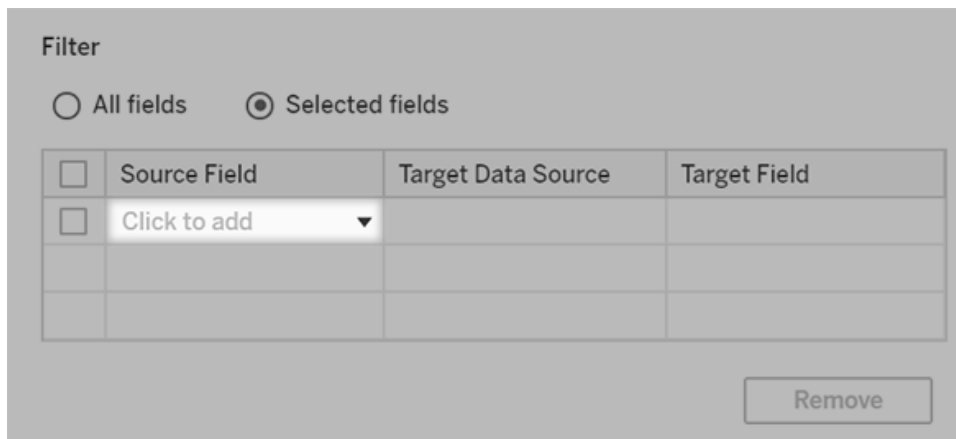 Filter
All fields Selected fields
Source Field Target Data Source Target Field
Click to add
Remove